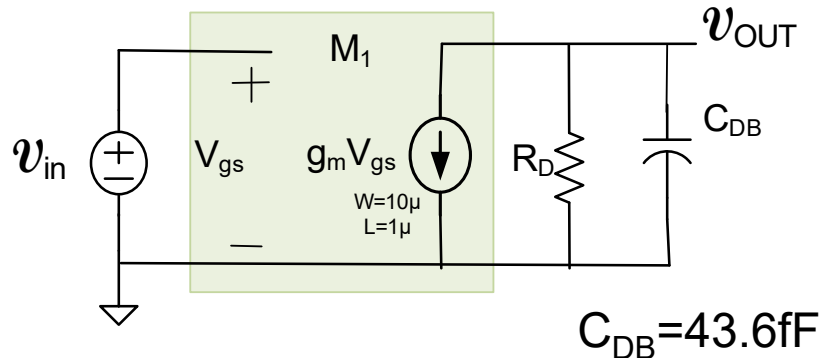 𝒗OUT
M₁
+
CDB
𝒗in
+
−
Vgs
gmVgs
RD
W=10µ
L=1µ
−
CDB=43.6fF